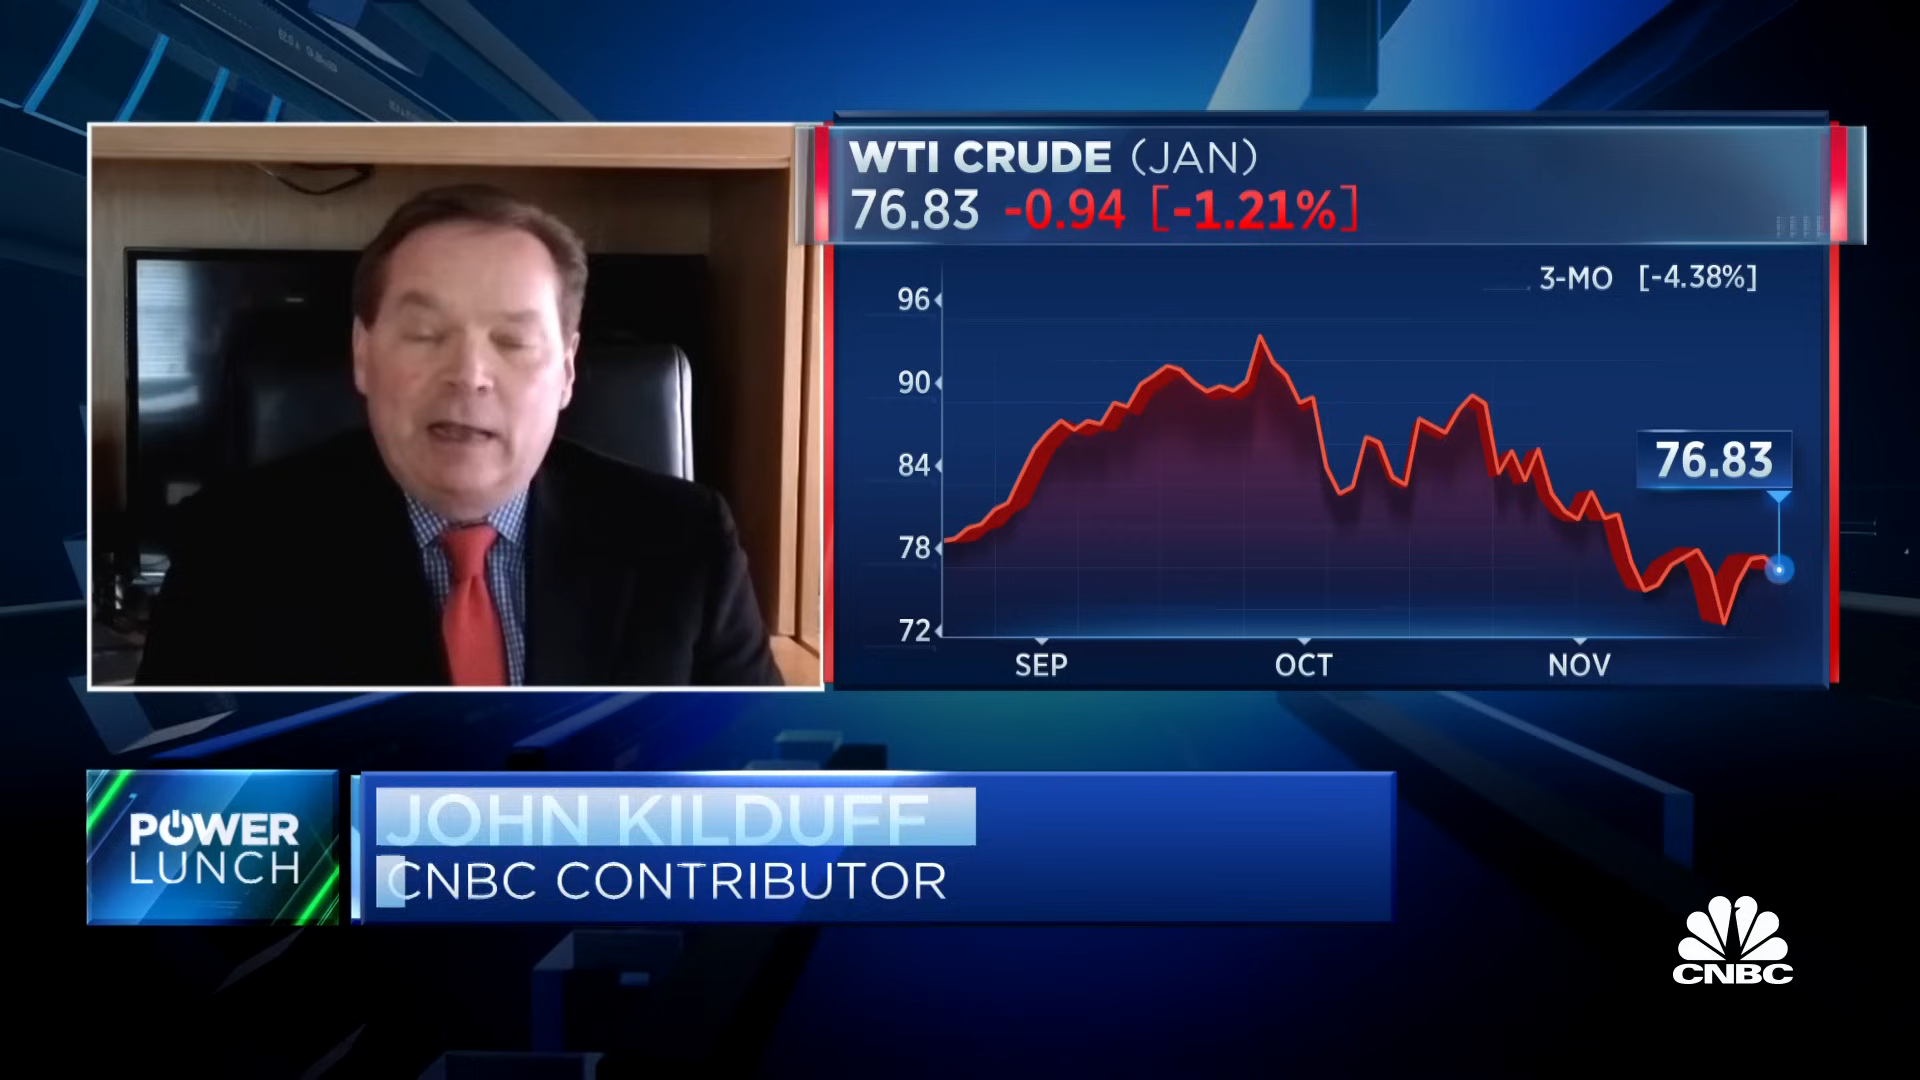 WTI CRUDE (JAN)
76.83 -0.94 [-1.21%]
3-MO [-4.38%]
96
90
84
78
72
76.83
SEP OCT NOV
POWER
LUNCH
JOHN KILDUFF
CNBC CONTRIBUTOR
CNBC